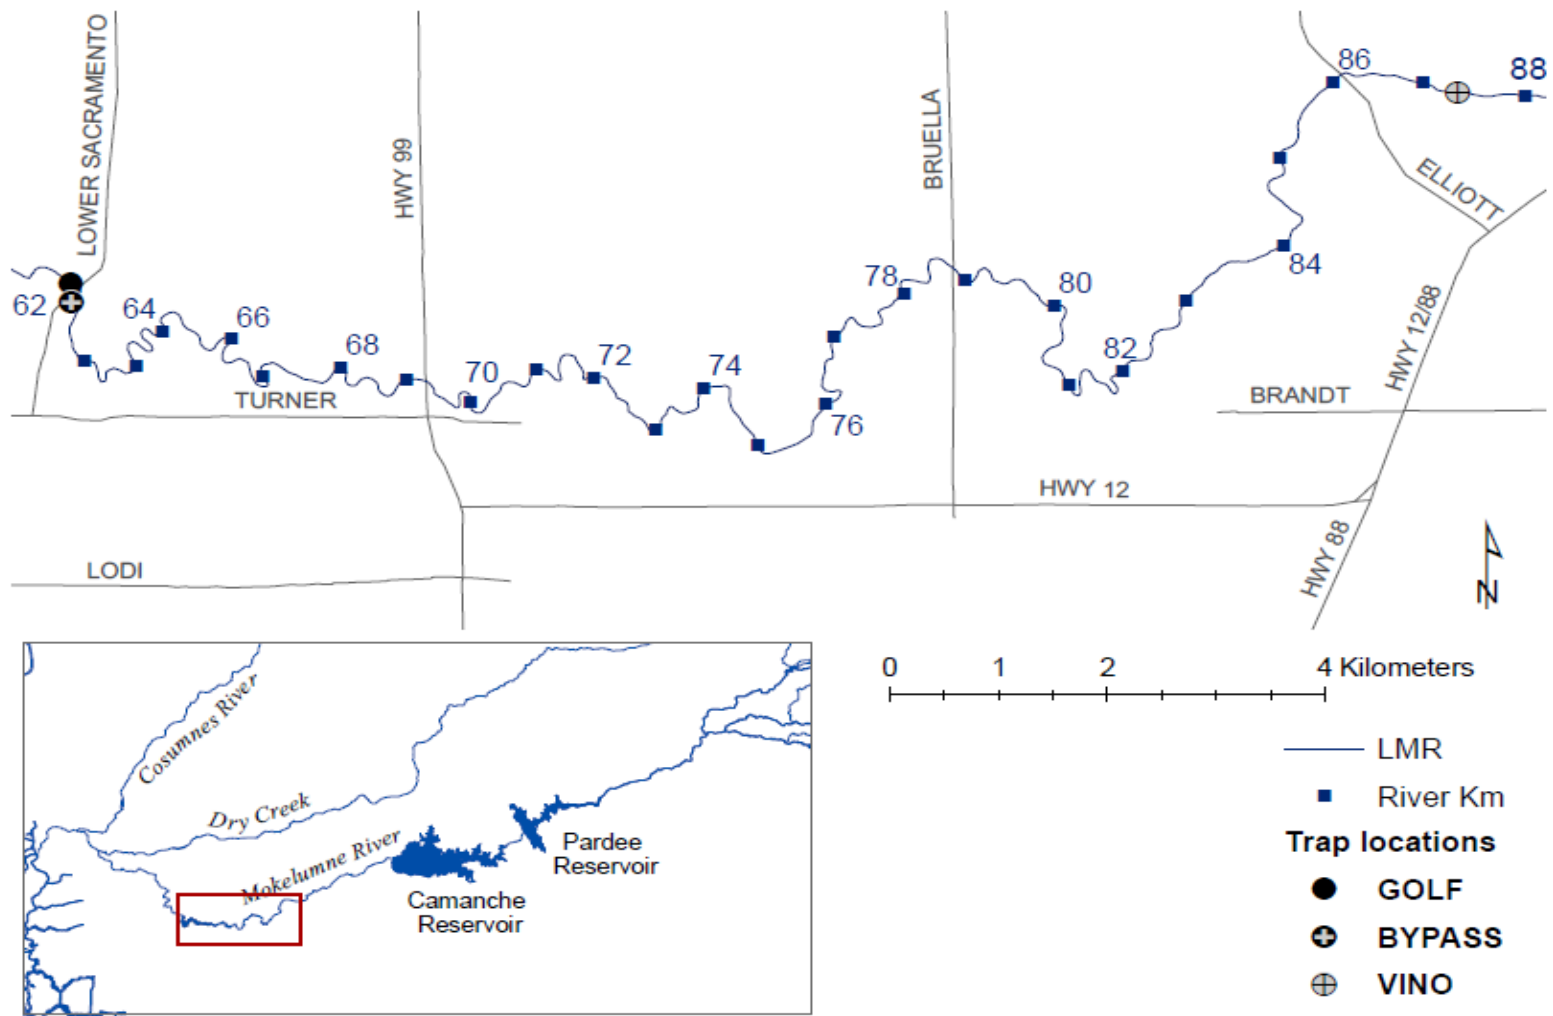 LOWER SACRAMENTO
HWY 99
BRUELLA
86
88
ELLIOTT
62
64
66
68
70
72
74
76
78
80
82
84
TURNER
BRANDT
HWY 12/88
HWY 12
HWY 88
LODI
N
Cosumnes River
Dry Creek
Mokelumne River
Pardee
Reservoir
Camanche
Reservoir
0 1 2 4 Kilometers
LMR
River Km
Trap locations
GOLF
BYPASS
VINO